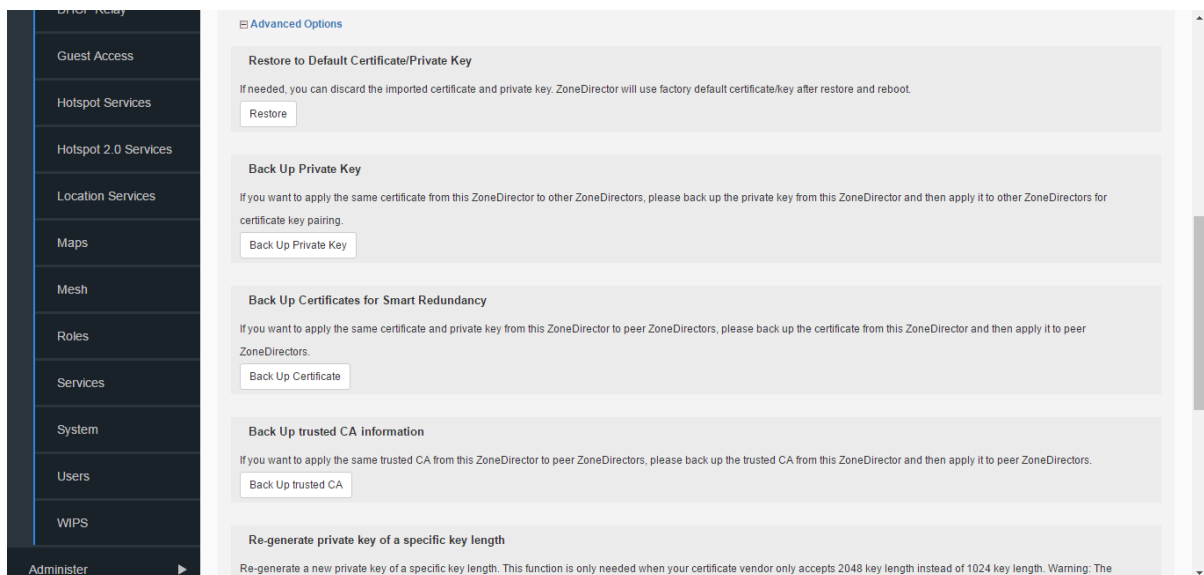 DHCP Relay
Guest Access
Hotspot Services
Hotspot 2.0 Services
Location Services
Maps
Mesh
Roles
Services
System
Users
WIPS
Administer
Advanced Options
Restore to Default Certificate/Private Key
If needed, you can discard the imported certificate and private key. ZoneDirector will use factory default certificate/key after restore and reboot.
Restore
Back Up Private Key
If you want to apply the same certificate from this ZoneDirector to other ZoneDirectors, please back up the private key from this ZoneDirector and then apply it to other ZoneDirectors for
certificate key pairing.
Back Up Private Key
Back Up Certificates for Smart Redundancy
If you want to apply the same certificate and private key from this ZoneDirector to peer ZoneDirectors, please back up the certificate from this ZoneDirector and then apply it to peer
ZoneDirectors.
Back Up Certificate
Back Up trusted CA information
If you want to apply the same trusted CA from this ZoneDirector to peer ZoneDirectors, please back up the trusted CA from this ZoneDirector and then apply it to peer ZoneDirectors.
Back Up trusted CA
Re-generate private key of a specific key length
Re-generate a new private key of a specific key length. This function is only needed when your certificate vendor only accepts 2048 key length instead of 1024 key length. Warning: The